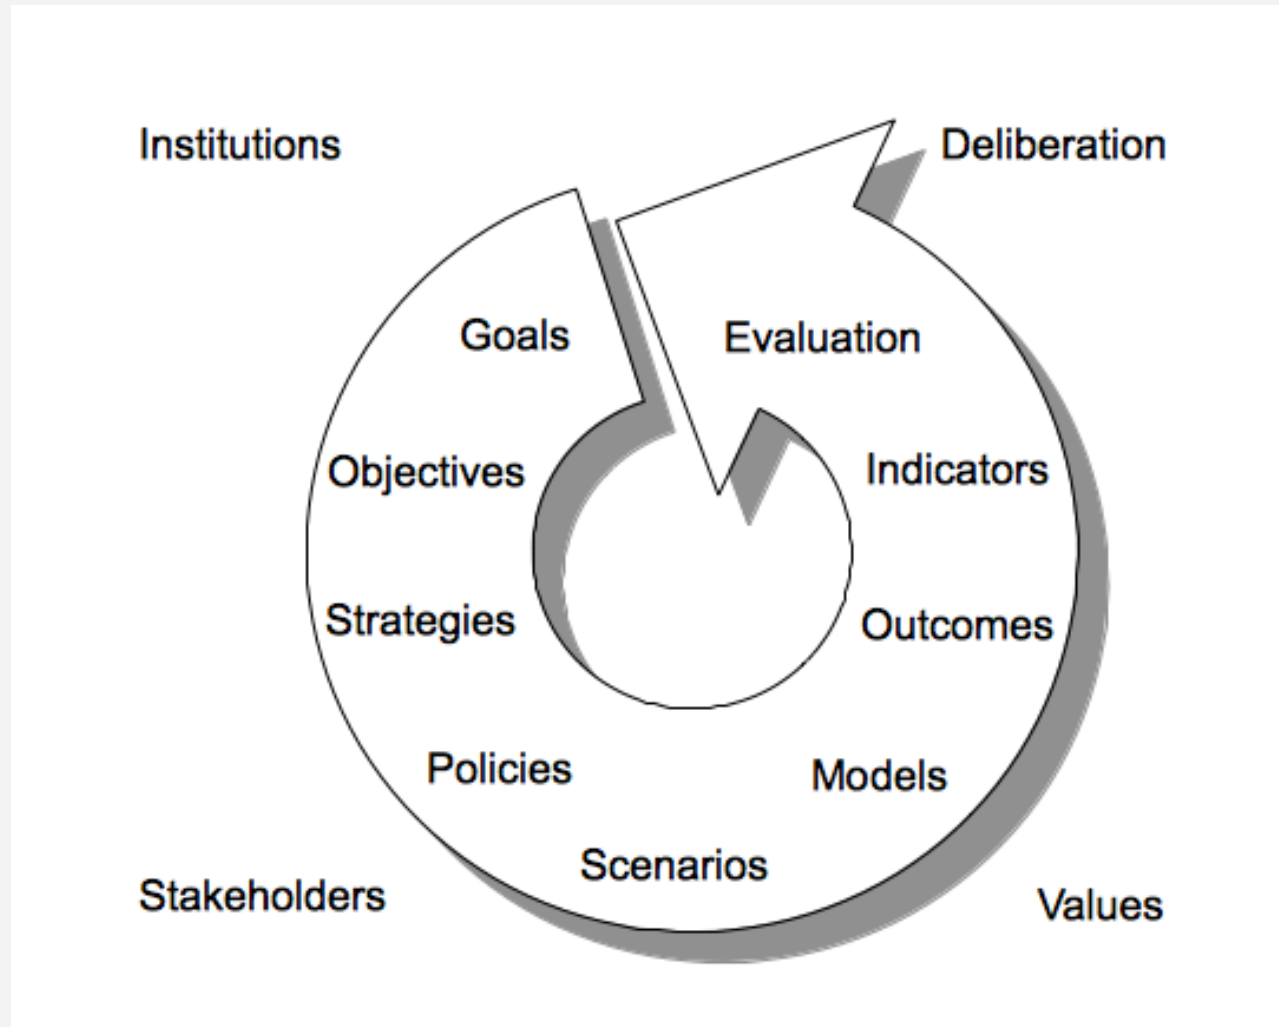 Institutions
Deliberation
Goals
Evaluation
Objectives
Indicators
Strategies
Outcomes
Policies
Models
Scenarios
Stakeholders
Values